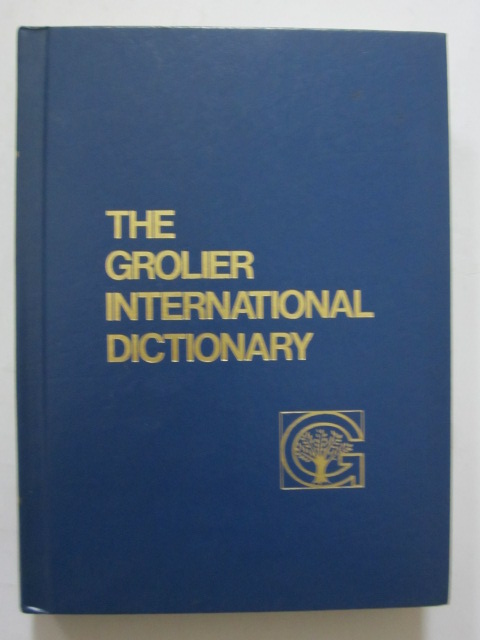 THE
GROLIER
INTERNATIONAL
DICTIONARY
G